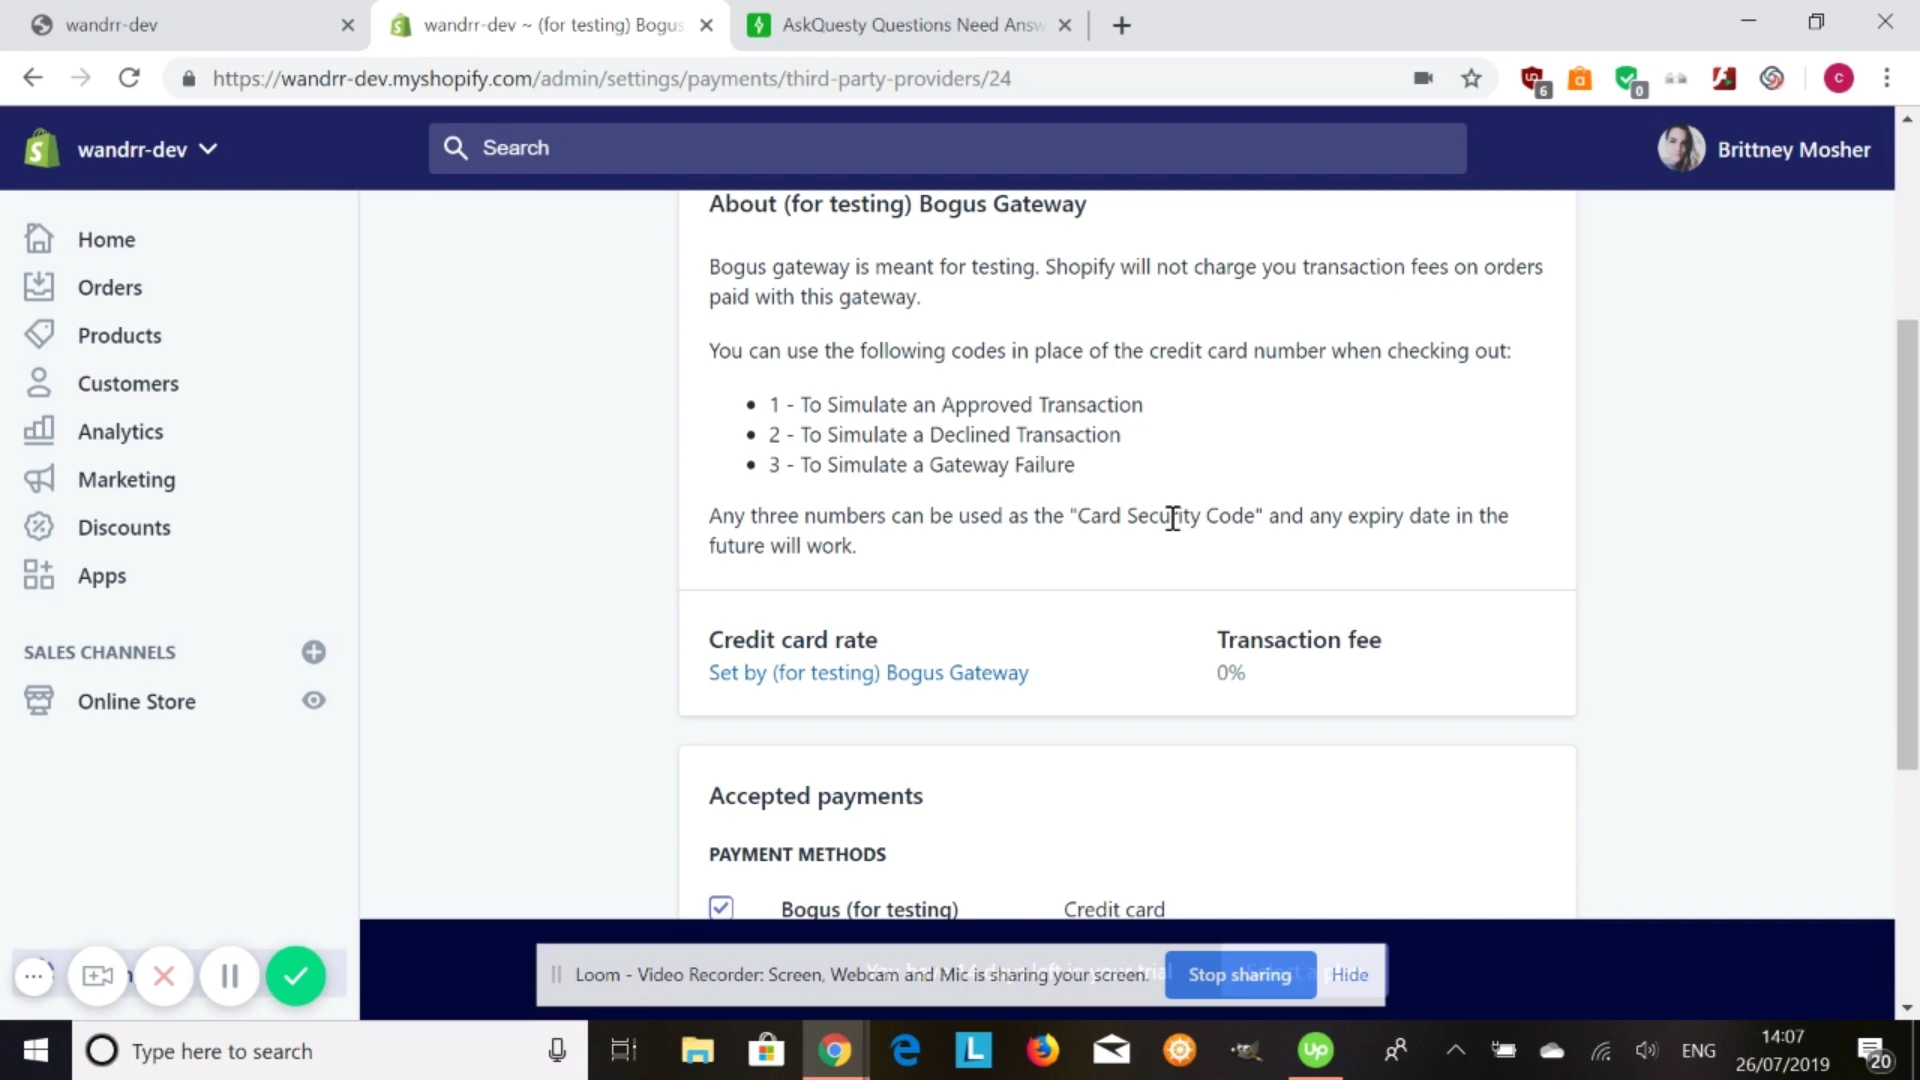 wandrr-dev
wandrr-dev ~ (for testing) Bogus
AskQuesty Questions Need Answ
https://wandrr-dev.myshopify.com/admin/settings/payments/third-party-providers/24
6
0
C
wandrr-dev
Search
Brittney Mosher
Home
Orders
Products
Customers
Analytics
Marketing
Discounts
Apps
SALES CHANNELS
Online Store
About (for testing) Bogus Gateway
Bogus gateway is meant for testing. Shopify will not charge you transaction fees on orders
paid with this gateway.
You can use the following codes in place of the credit card number when checking out:
• 1 - To Simulate an Approved Transaction
• 2 - To Simulate a Declined Transaction
• 3 - To Simulate a Gateway Failure
Any three numbers can be used as the "Card Security Code" and any expiry date in the
future will work.
Credit card rate
Transaction fee
Set by (for testing) Bogus Gateway
0%
Accepted payments
PAYMENT METHODS
Bogus (for testing)
Credit card
Loom - Video Recorder: Screen, Webcam and Mic is sharing your screen.
Stop sharing
Hide
Type here to search
L
Up
ENG
14:07
26/07/2019
20